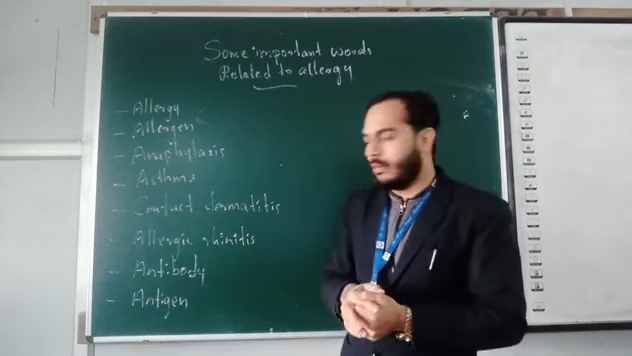 Some important words
Related to allergy
- Allergy
- Allergen
- Anaphylaxis
- Asthma
- Contact dermatitis
- Allergic rhinitis
- Antibody
- Antigen